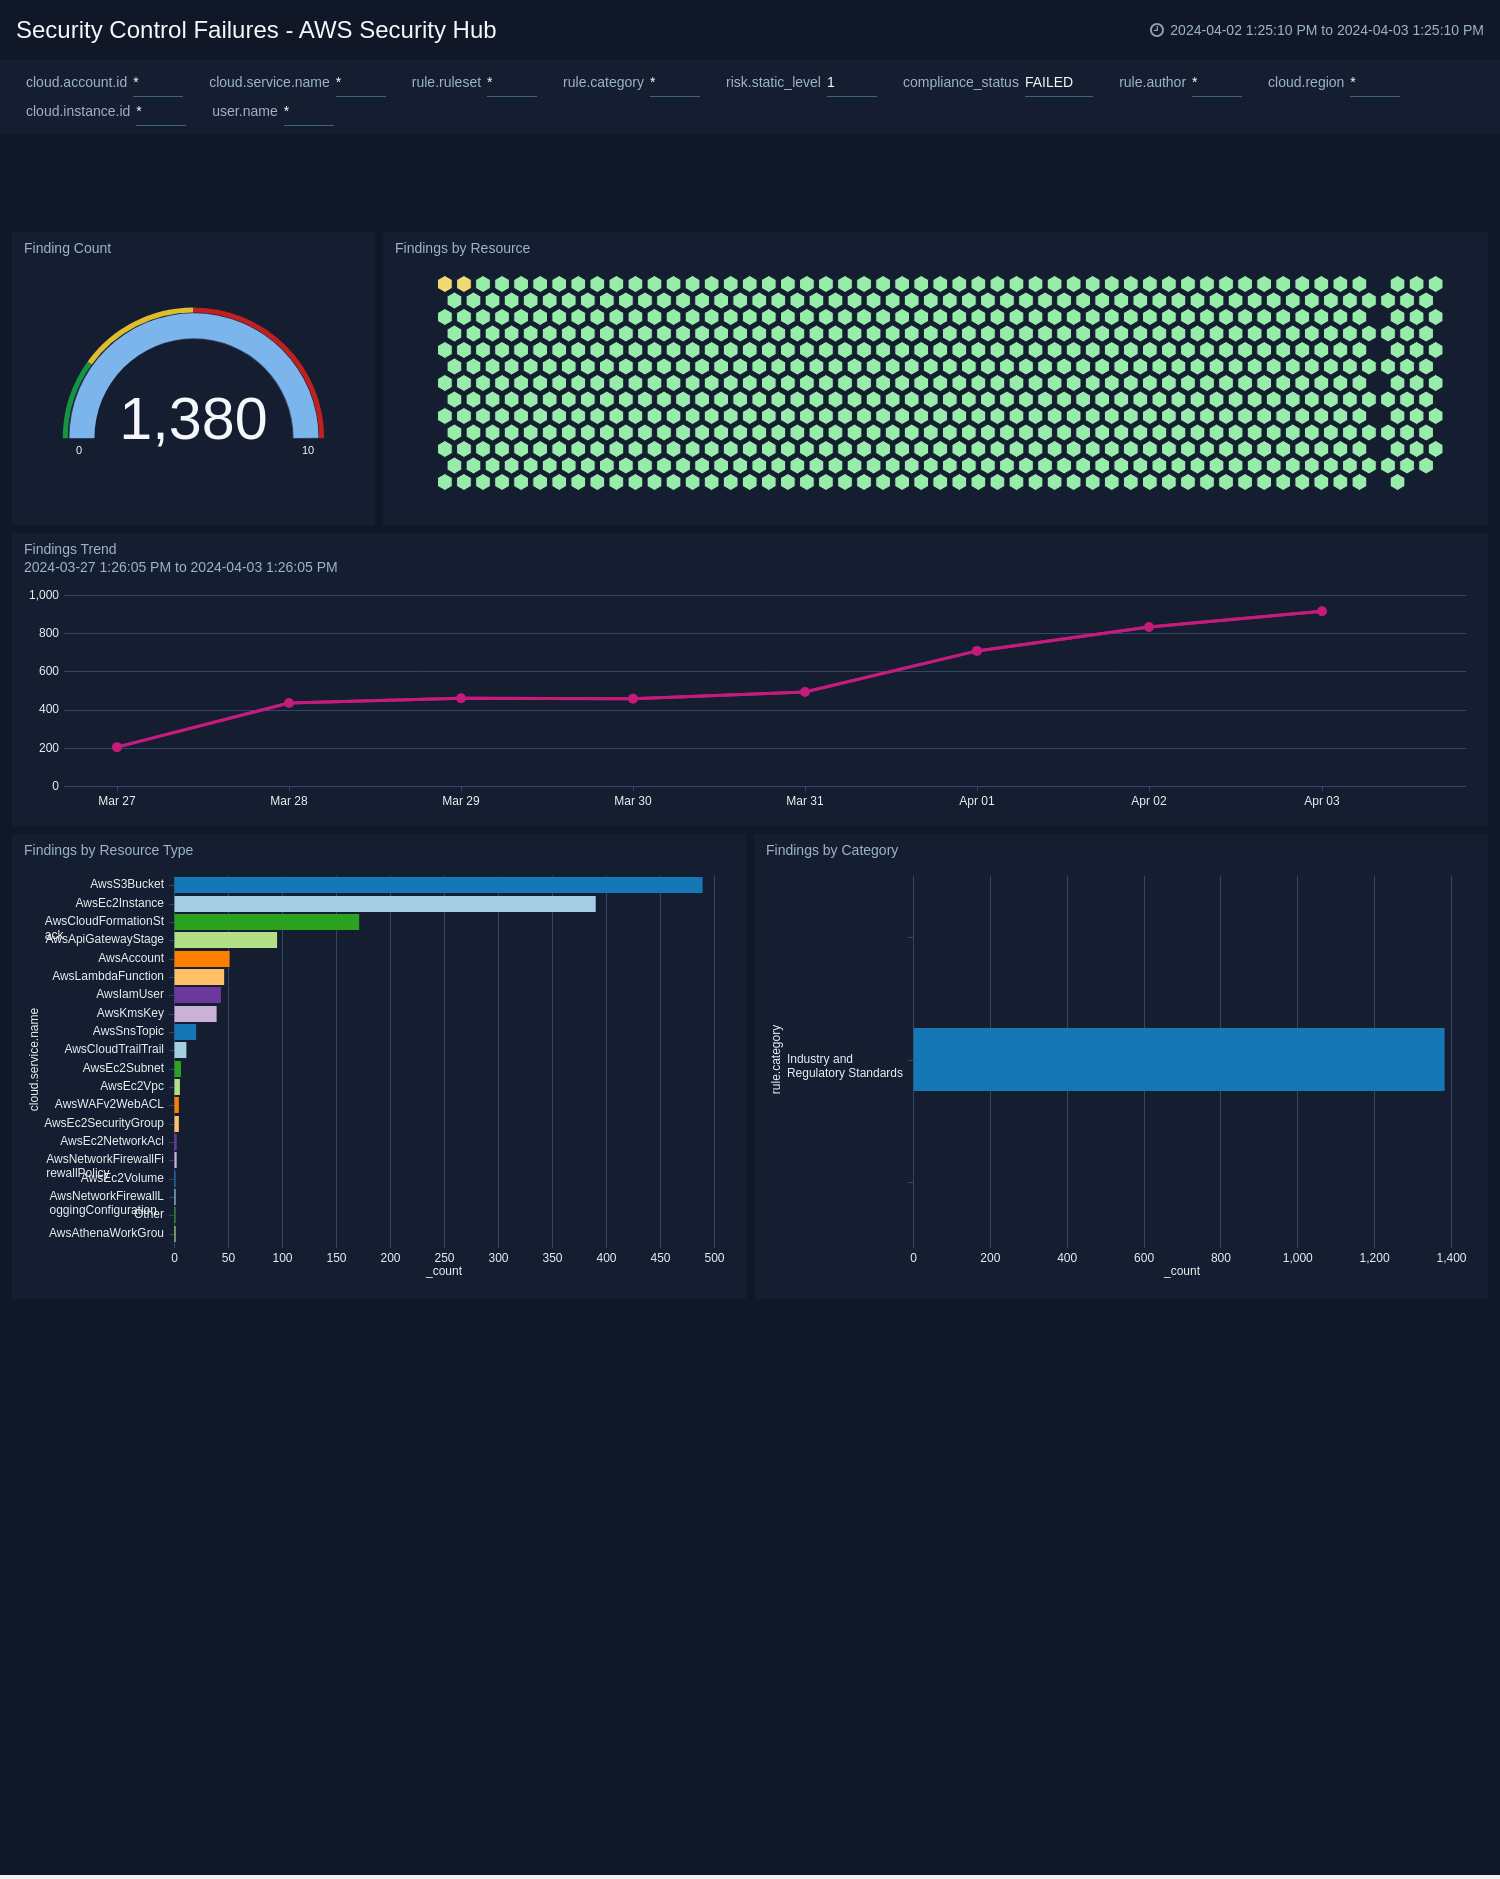 Security Control Failures - AWS Security Hub
2024-04-02 1:25:10 PM to 2024-04-03 1:25:10 PM
cloud.account.id * cloud.service.name * rule.ruleset * rule.category * risk.static_level 1 compliance_status FAILED rule.author * cloud.region *
cloud.instance.id * user.name *
Finding Count
1,380
0 10
Findings by Resource
Findings Trend
2024-03-27 1:26:05 PM to 2024-04-03 1:26:05 PM
1,000
800
600
400
200
0
Mar 27 Mar 28 Mar 29 Mar 30 Mar 31 Apr 01 Apr 02 Apr 03
Findings by Resource Type
cloud.service.name
AwsS3Bucket
AwsEc2Instance
AwsCloudFormationSt
ack
AwsApiGatewayStage
AwsAccount
AwsLambdaFunction
AwsIamUser
AwsKmsKey
AwsSnsTopic
AwsCloudTrailTrail
AwsEc2Subnet
AwsEc2Vpc
AwsWAFv2WebACL
AwsEc2SecurityGroup
AwsEc2NetworkAcl
AwsNetworkFirewallFi
rewallPolicy
AwsEc2Volume
AwsNetworkFirewallL
oggingConfiguration
Other
AwsAthenaWorkGrou
0 50 100 150 200 250 300 350 400 450 500
_count
Findings by Category
rule.category
Industry and
Regulatory Standards
0 200 400 600 800 1,000 1,200 1,400
_count